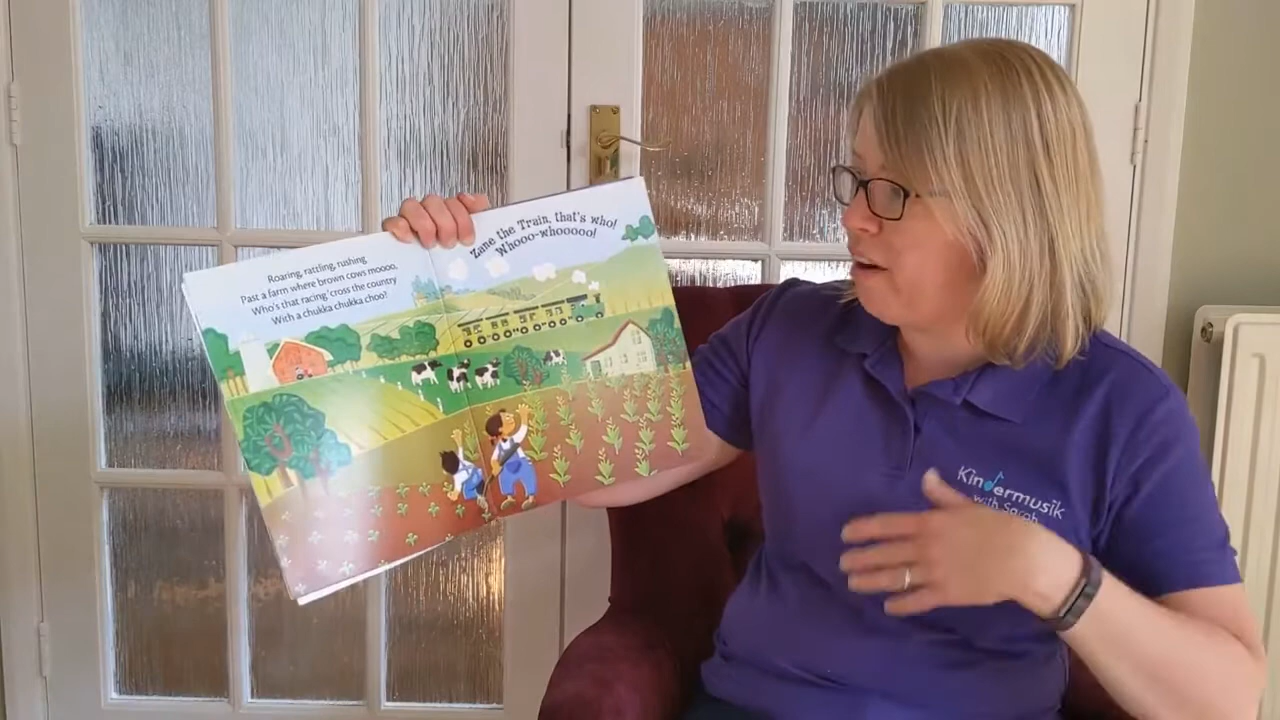 Roaring, rattling, rushing
Past a farm where brown cows moooo,
Who's that racing 'cross the country
With a chukka chukka choo?
Zane the Train, that's who!
Whooo-whooooo!
Kindermusik
with Sarah